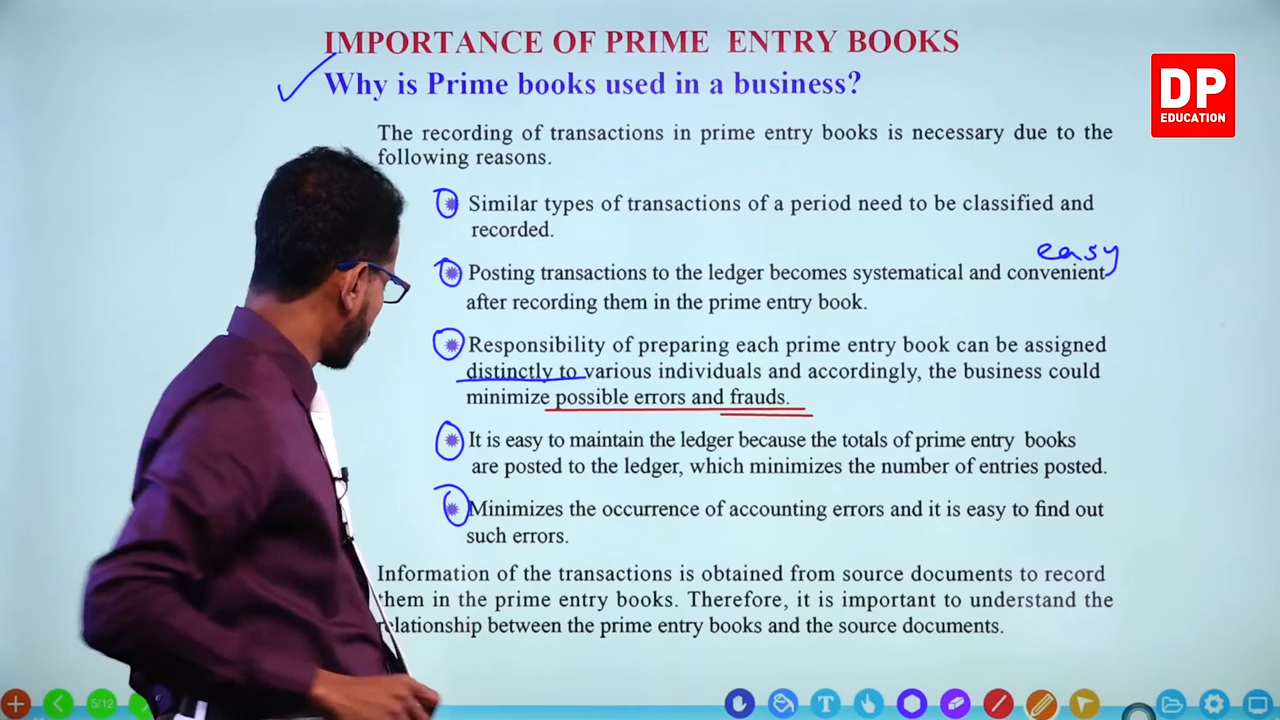 IMPORTANCE OF PRIME ENTRY BOOKS
Why is Prime books used in a business?
DP
EDUCATION
The recording of transactions in prime entry books is necessary due to the
following reasons.
Similar types of transactions of a period need to be classified and
recorded.
easy
Posting transactions to the ledger becomes systematical and convenient
after recording them in the prime entry book.
Responsibility of preparing each prime entry book can be assigned
distinctly to various individuals and accordingly, the business could
minimize possible errors and frauds.
It is easy to maintain the ledger because the totals of prime entry books
are posted to the ledger, which minimizes the number of entries posted.
Minimizes the occurrence of accounting errors and it is easy to find out
such errors.
Information of the transactions is obtained from source documents to record
them in the prime entry books. Therefore, it is important to understand the
relationship between the prime entry books and the source documents.
5/12
T